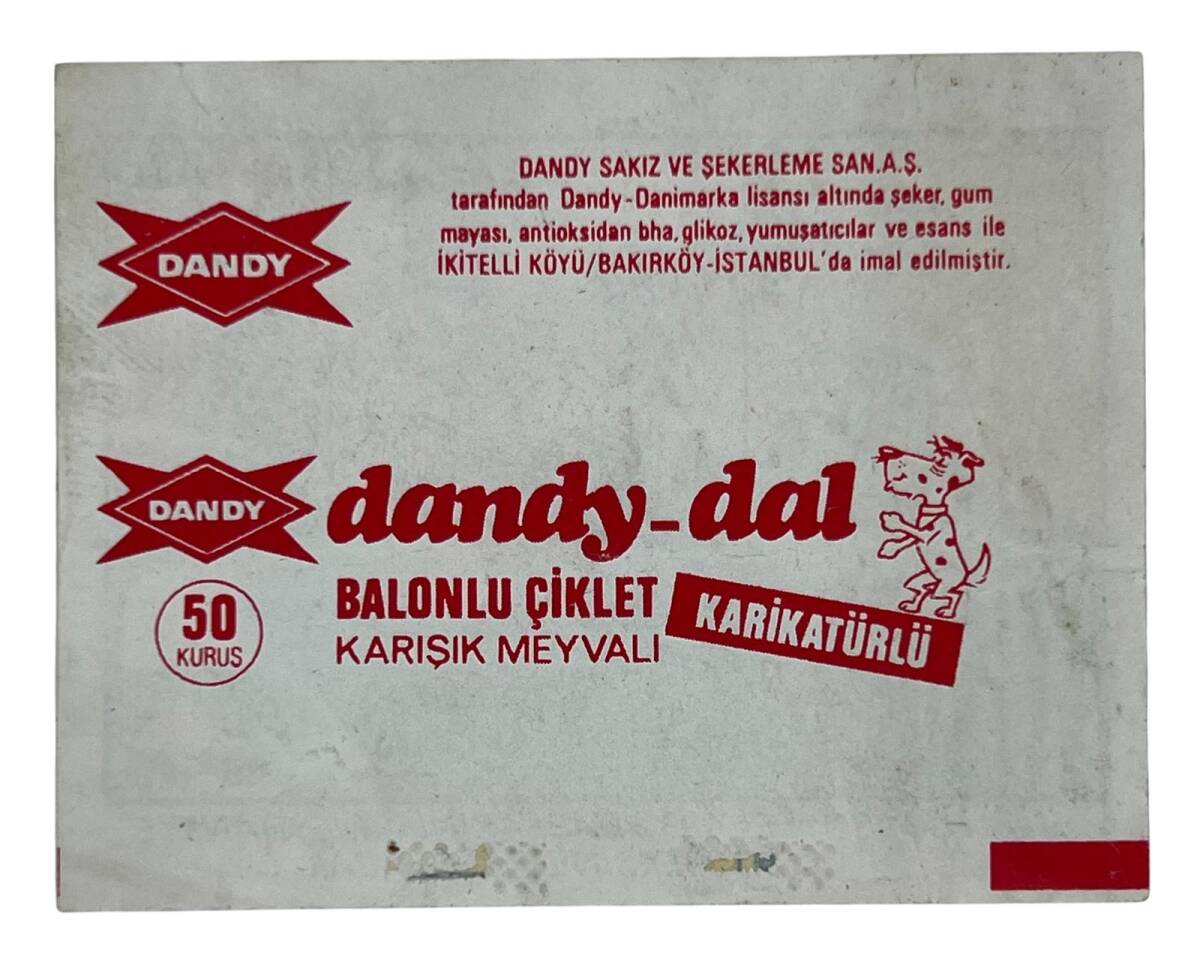 DANDY SAKIZ VE ŞEKERLEME SAN.A.Ş.
tarafından Dandy-Danimarka lisansı altında şeker, gum
mayası, antioksidan bha, glikoz, yumuşatıcılar ve esans ile
İKİTELLİ KÖYÜ/BAKIRKÖY-İSTANBUL'da imal edilmiştir.
DANDY
DANDY
dandy-dal
BALONLU ÇİKLET
KARIŞIK MEYVALI
KARİKATÜRLÜ
50
KURUŞ